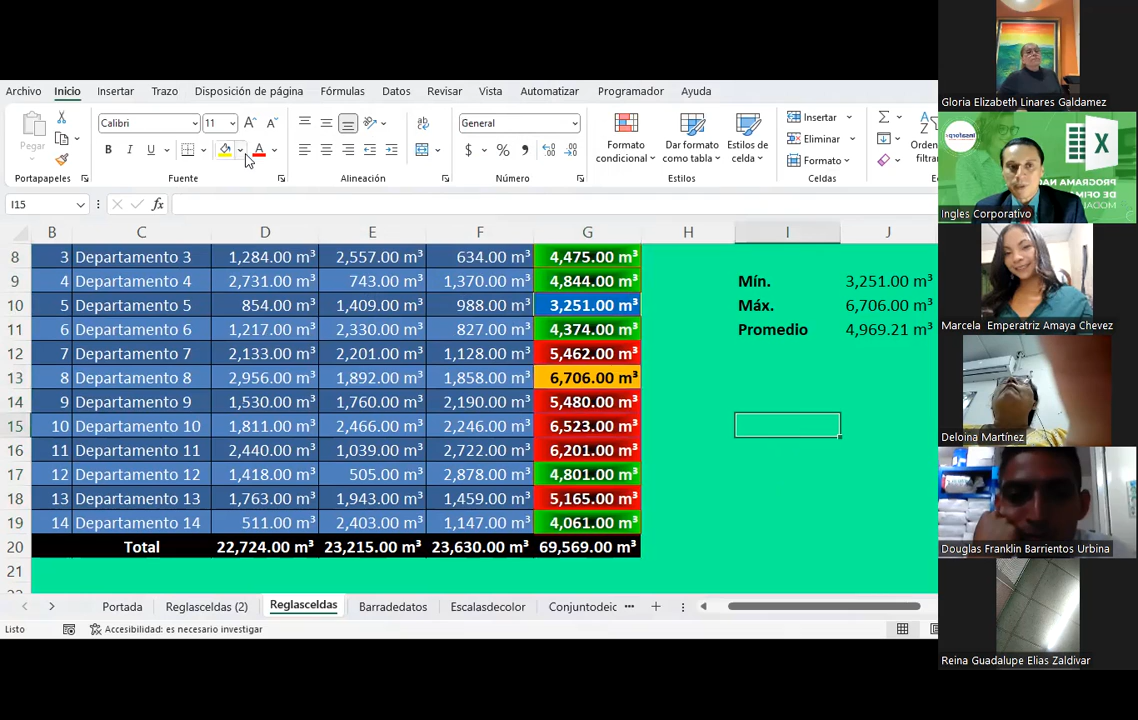 Archivo Inicio Insertar Trazo Disposición de página Fórmulas Datos Revisar Vista Automatizar Programador Ayuda
Pegar
Calibri 11
N K S
General
$ % ,
Formato condicional
Dar formato como tabla
Estilos de celda
Insertar
Eliminar
Formato
Orden
filtrar
Portapapeles Fuente Alineación Número Estilos Celdas
I15 fx
B C D E F G H I J
8 3 Departamento 3 1,284.00 m³ 2,557.00 m³ 634.00 m³ 4,475.00 m³
9 4 Departamento 4 2,731.00 m³ 743.00 m³ 1,370.00 m³ 4,844.00 m³ Mín. 3,251.00 m³
10 5 Departamento 5 854.00 m³ 1,409.00 m³ 988.00 m³ 3,251.00 m³ Máx. 6,706.00 m³
11 6 Departamento 6 1,217.00 m³ 2,330.00 m³ 827.00 m³ 4,374.00 m³ Promedio 4,969.21 m³
12 7 Departamento 7 2,133.00 m³ 2,201.00 m³ 1,128.00 m³ 5,462.00 m³
13 8 Departamento 8 2,956.00 m³ 1,892.00 m³ 1,858.00 m³ 6,706.00 m³
14 9 Departamento 9 1,530.00 m³ 1,760.00 m³ 2,190.00 m³ 5,480.00 m³
15 10 Departamento 10 1,811.00 m³ 2,466.00 m³ 2,246.00 m³ 6,523.00 m³
16 11 Departamento 11 2,440.00 m³ 1,039.00 m³ 2,722.00 m³ 6,201.00 m³
17 12 Departamento 12 1,418.00 m³ 505.00 m³ 2,878.00 m³ 4,801.00 m³
18 13 Departamento 13 1,763.00 m³ 1,943.00 m³ 1,459.00 m³ 5,165.00 m³
19 14 Departamento 14 511.00 m³ 2,403.00 m³ 1,147.00 m³ 4,061.00 m³
20 Total 22,724.00 m³ 23,215.00 m³ 23,630.00 m³ 69,569.00 m³
21
Portada Reglasceldas (2) Reglasceldas Barradedatos Escalasdecolor Conjuntodeic
Listo Accesibilidad: es necesario investigar
Gloria Elizabeth Linares Galdamez
Ingles Corporativo
Marcela Emperatriz Amaya Chevez
Deloina Martínez
Douglas Franklin Barrientos Urbina
Reina Guadalupe Elias Zaldivar